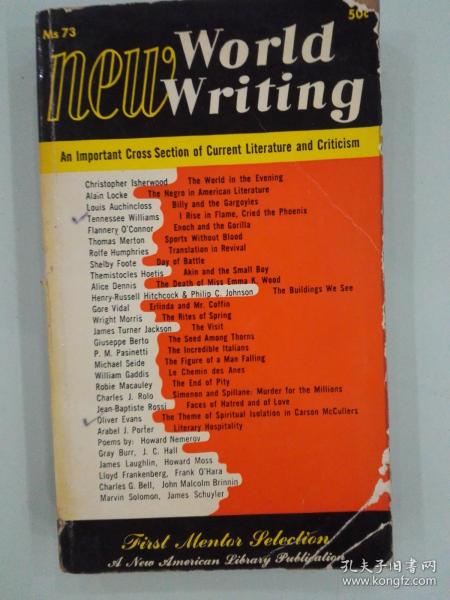 Ms 73
50¢
new World Writing
An Important Cross Section of Current Literature and Criticism
Christopher Isherwood The World in the Evening
Alain Locke The Negro in American Literature
Louis Auchincloss Billy and the Gargoyles
Tennessee Williams I Rise in Flame, Cried the Phoenix
Flannery O'Connor Enoch and the Gorilla
Thomas Merton Sports Without Blood
Rolfe Humphries Translation in Revival
Shelby Foote Day of Battle
Themistocles Hoetis Akin and the Small Boy
Alice Dennis The Death of Miss Emma K. Wood
Henry-Russell Hitchcock & Philip C. Johnson The Buildings We See
Gore Vidal Erlinda and Mr. Coffin
Wright Morris The Rites of Spring
James Turner Jackson The Visit
Giuseppe Berto The Seed Among Thorns
P. M. Pasinetti The Incredible Italians
Michael Seide The Figure of a Man Falling
William Gaddis Le Chemin des Anes
Robie Macauley The End of Pity
Charles J. Rolo Simenon and Spillane: Murder for the Millions
Jean-Baptiste Rossi Faces of Hatred and of Love
Oliver Evans The Theme of Spiritual Isolation in Carson McCullers
Arabel J. Porter Literary Hospitality
Poems by: Howard Nemerov
Gray Burr, J. C. Hall
James Laughlin, Howard Moss
Lloyd Frankenberg, Frank O'Hara
Charles G. Bell, John Malcolm Brinnin
Marvin Solomon, James Schuyler
First Mentor Selection
A New American Library Publication
孔夫子旧书网
www.kongfz.com